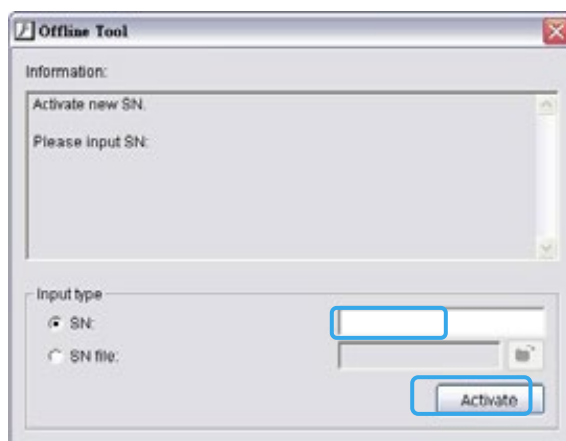 Offline Tool
Information:
Activate new SN.
Please input SN:
Input type
SN:
SN file:
Activate